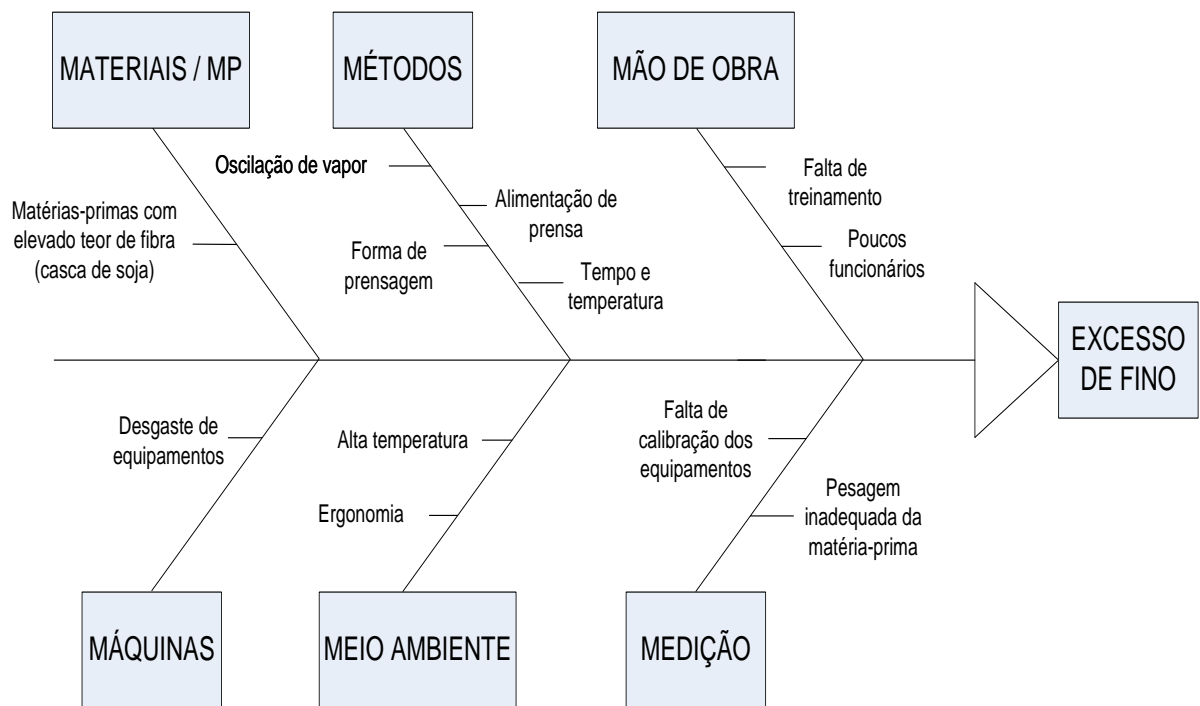 MATERIAIS / MP
MÉTODOS
MÃO DE OBRA
Oscilação de vapor
Matérias-primas com
elevado teor de fibra
(casca de soja)
Alimentação de
prensa
Forma de
prensagem
Tempo e
temperatura
Falta de
treinamento
Poucos
funcionários
EXCESSO
DE FINO
Desgaste de
equipamentos
Alta temperatura
Ergonomia
Falta de
calibração dos
equipamentos
Pesagem
inadequada da
matéria-prima
MÁQUINAS
MEIO AMBIENTE
MEDIÇÃO